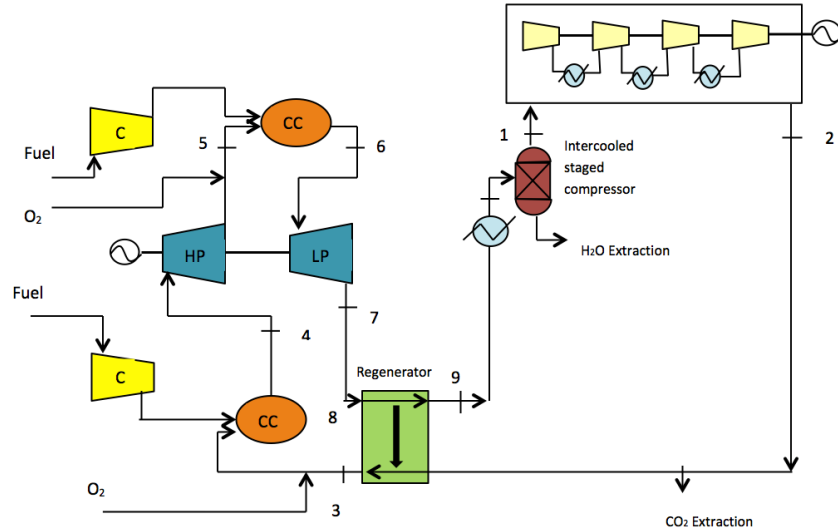 C
CC
Fuel
O₂
5
6
1
2
Intercooled
staged
compressor
HP
LP
H₂O Extraction
Fuel
4
7
C
CC
Regenerator
8
9
3
O₂
CO₂ Extraction